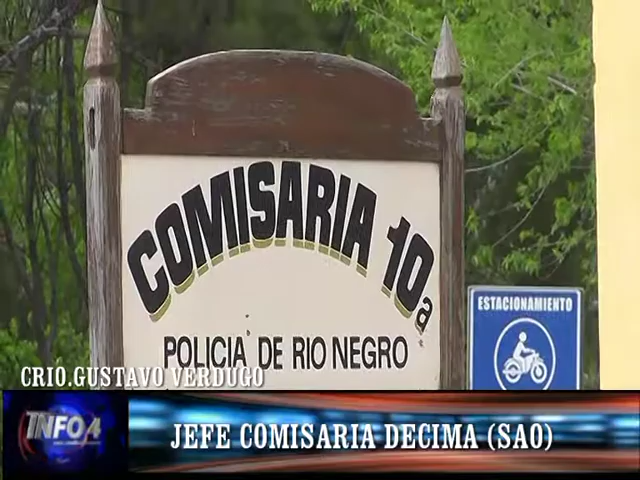 COMISARIA 10a
POLICIA DE RIO NEGRO
ESTACIONAMIENTO
CRIO.GUSTAVO VERDUGO
INFO4
JEFE COMISARIA DECIMA (SAO)